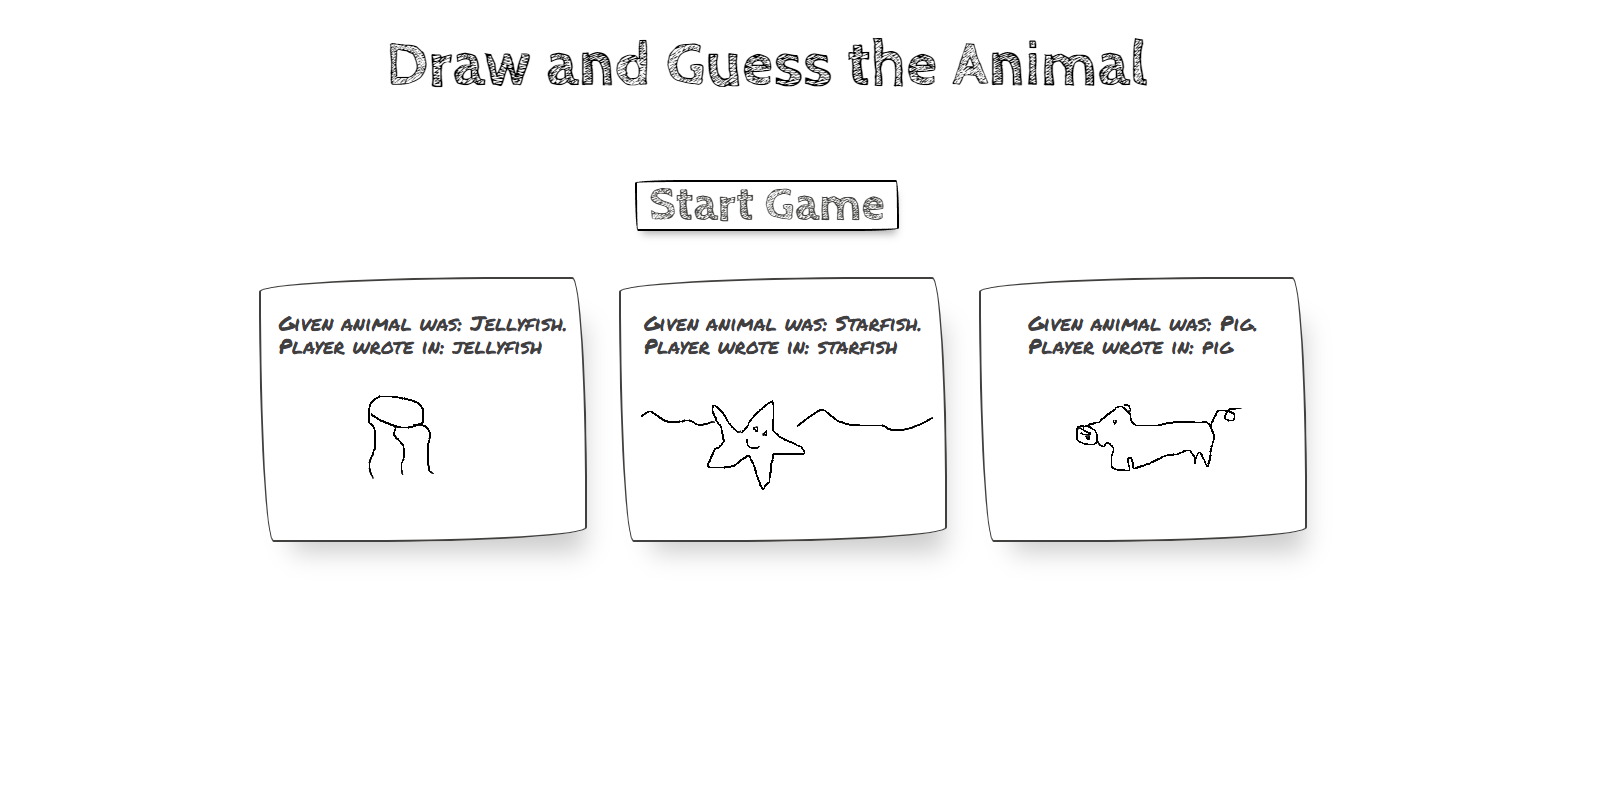 Draw and Guess the Animal
Start Game
Given animal was: Jellyfish.
Player wrote in: jellyfish
Given animal was: Starfish.
Player wrote in: starfish
Given animal was: Pig.
Player wrote in: pig